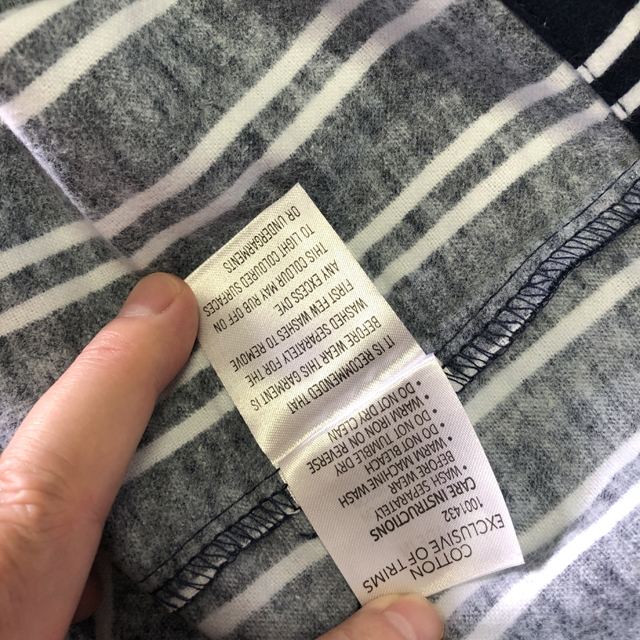 COTTON
EXCLUSIVE OF TRIMS
1001432
CARE INSTRUCTIONS
• WASH SEPARATELY
BEFORE WEAR
• WARM MACHINE WASH
• DO NOT BLEACH
• DO NOT TUMBLE DRY
• WARM IRON ON REVERSE
• DO NOT DRY CLEAN
IT IS RECOMMENDED THAT
BEFORE WEAR THIS GARMENT IS
WASHED SEPARATELY FOR THE
FIRST FEW WASHES TO REMOVE
ANY EXCESS DYE.
THIS COLOUR MAY RUB OFF ON
TO LIGHT COLOURED SURFACES
OR UNDEGARMENTS